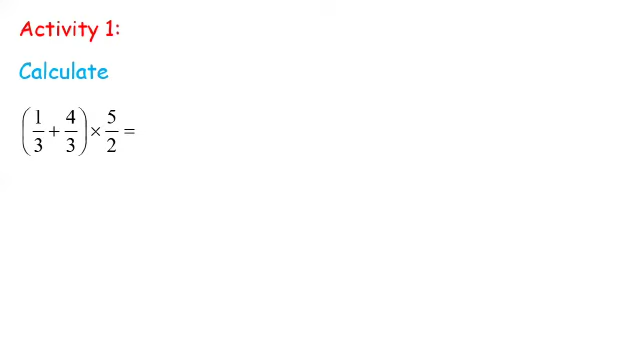 Activity 1:
Calculate
(1/3 + 4/3) × 5/2 =